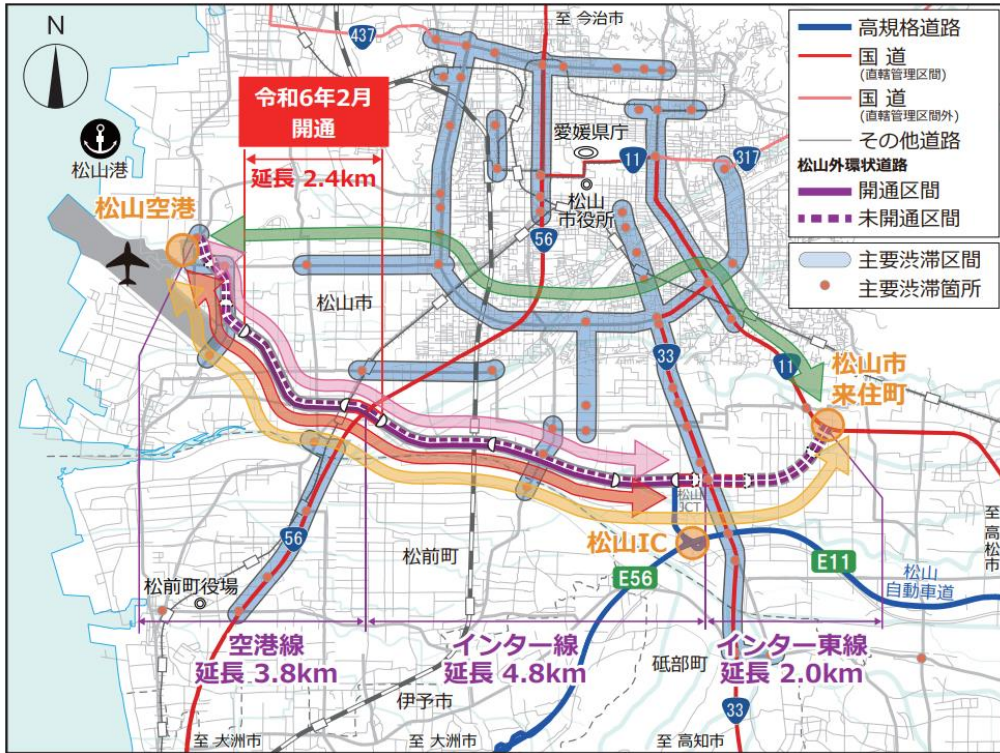 N
437
至 今治市
高規格道路
国 道
(直轄管理区間)
国 道
(直轄管理区間外)
その他道路
松山外環状道路
開通区間
未開通区間
主要渋滞区間
主要渋滞箇所
令和6年2月
開通
延長 2.4km
愛媛県庁
11
317
松山港
松山
市役所
松山空港
56
松山市
33
11
松山市
来住町
松山
JCT
56
松前町
松山IC
E56
E11
至 高松市
松山
自動車道
松前町役場
空港線
延長 3.8km
インター線
延長 4.8km
インター東線
延長 2.0km
砥部町
伊予市
33
至 大洲市
至 大洲市
至 高知市